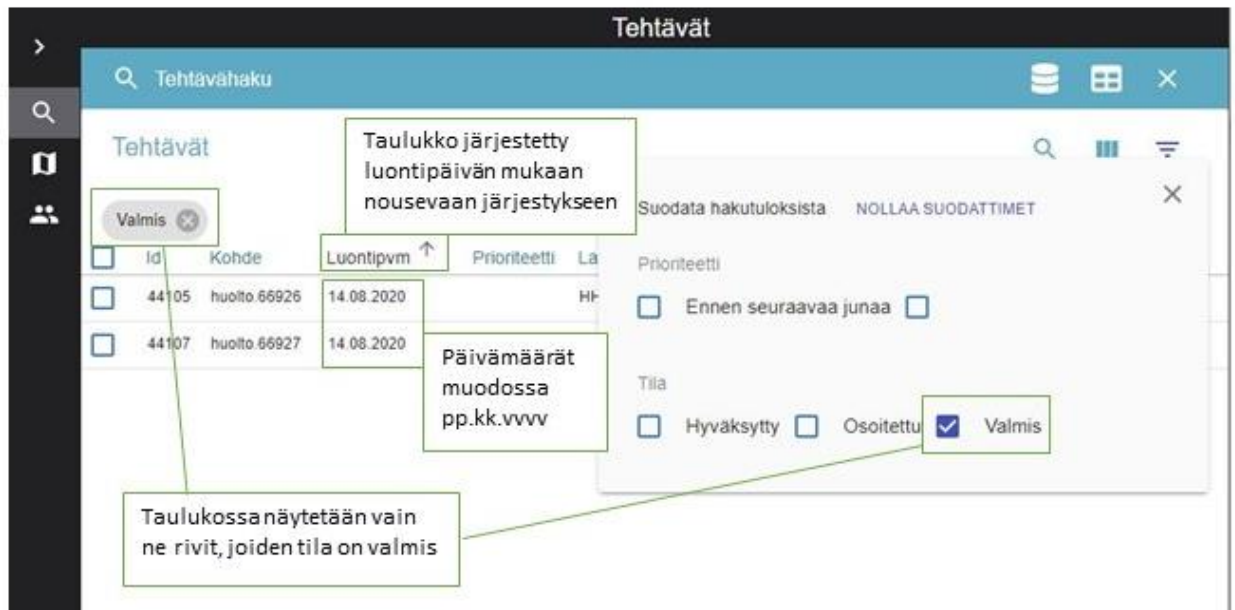 Tehtävät
Tehtävähaku
Tehtävät
Taulukko järjestetty
luontipäivän mukaan
nousevaan järjestykseen
Valmis
Id Kohde Luontipvm Prioriteetti La
44105 huolto.66926 14.08.2020 HH
44107 huolto.66927 14.08.2020
Päivämäärät
muodossa
pp.kk.vvvv
Suodata hakutuloksista NOLLAA SUODATTIMET
Prioriteetti
Ennen seuraavaa junaa
Tila
Hyväksytty Osoitettu Valmis
Taulukossa näytetään vain
ne rivit, joiden tila on valmis